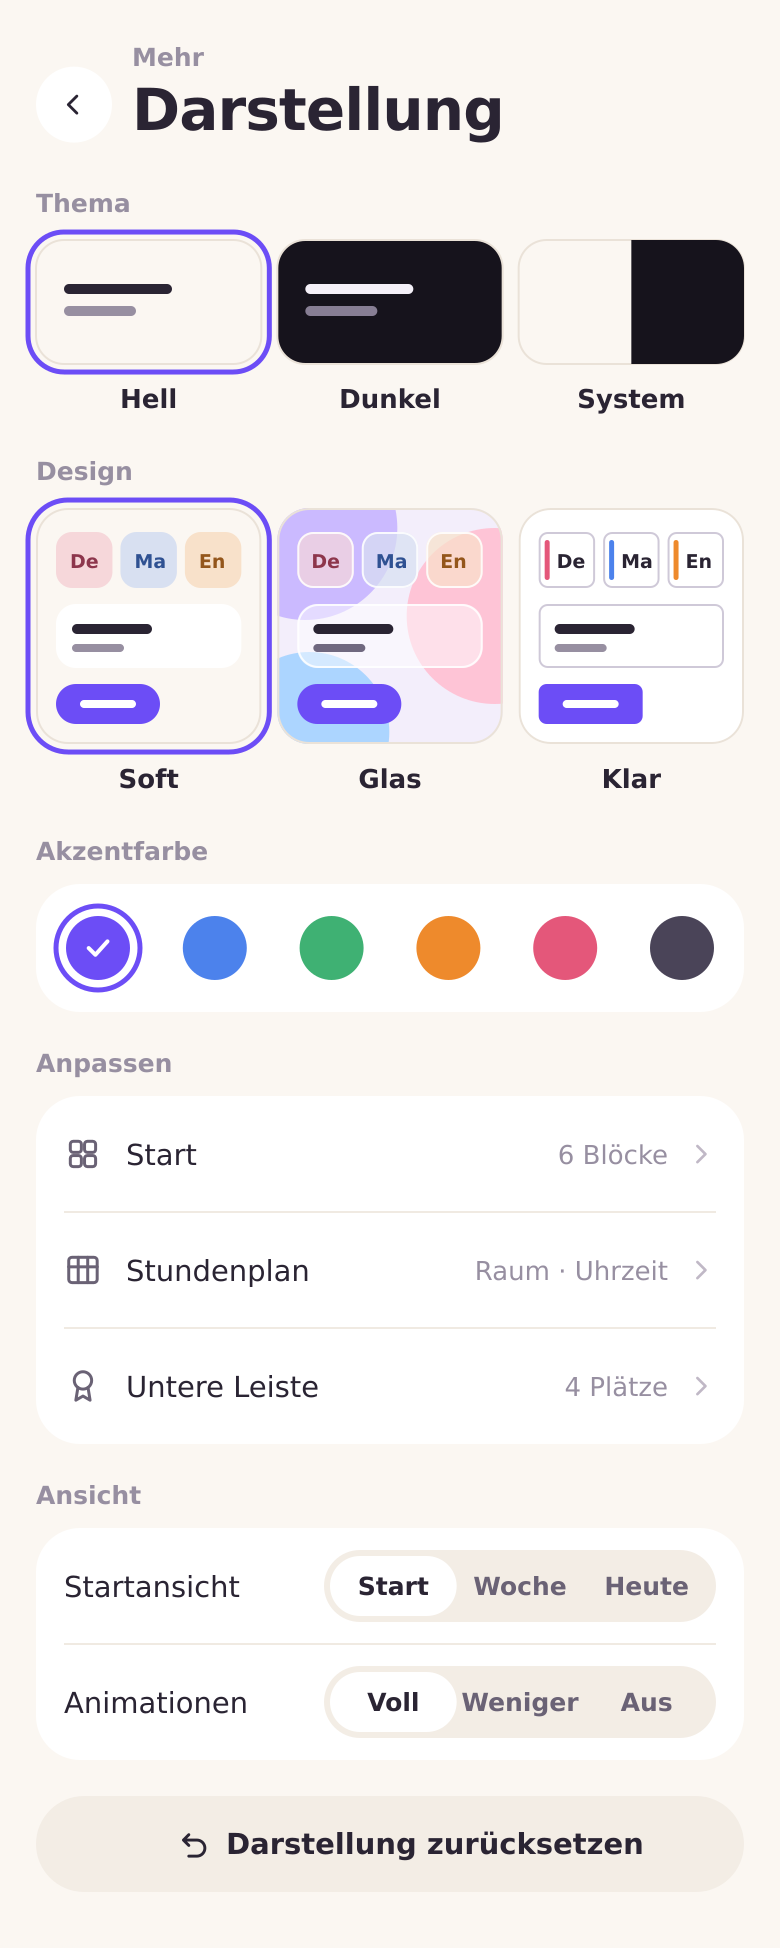 Mehr
Darstellung
Thema
Hell Dunkel System
Design
De Ma En De Ma En De Ma En
Soft Glas Klar
Akzentfarbe
Anpassen
Start 6 Blöcke
Stundenplan Raum · Uhrzeit
Untere Leiste 4 Plätze
Ansicht
Startansicht Start Woche Heute
Animationen Voll Weniger Aus
Darstellung zurücksetzen